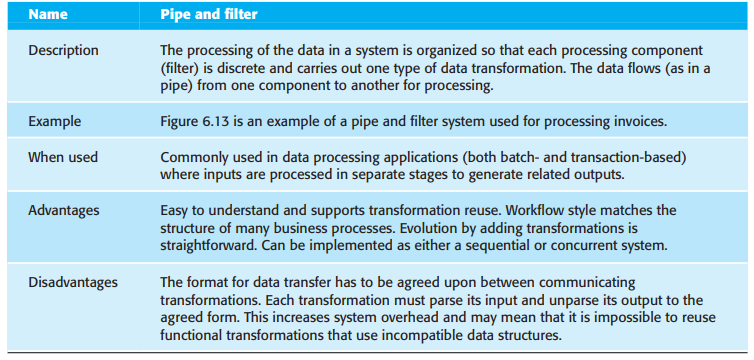 Name Pipe and filter
Description The processing of the data in a system is organized so that each processing component
(filter) is discrete and carries out one type of data transformation. The data flows (as in a
pipe) from one component to another for processing.
Example Figure 6.13 is an example of a pipe and filter system used for processing invoices.
When used Commonly used in data processing applications (both batch- and transaction-based)
where inputs are processed in separate stages to generate related outputs.
Advantages Easy to understand and supports transformation reuse. Workflow style matches the
structure of many business processes. Evolution by adding transformations is
straightforward. Can be implemented as either a sequential or concurrent system.
Disadvantages The format for data transfer has to be agreed upon between communicating
transformations. Each transformation must parse its input and unparse its output to the
agreed form. This increases system overhead and may mean that it is impossible to reuse
functional transformations that use incompatible data structures.